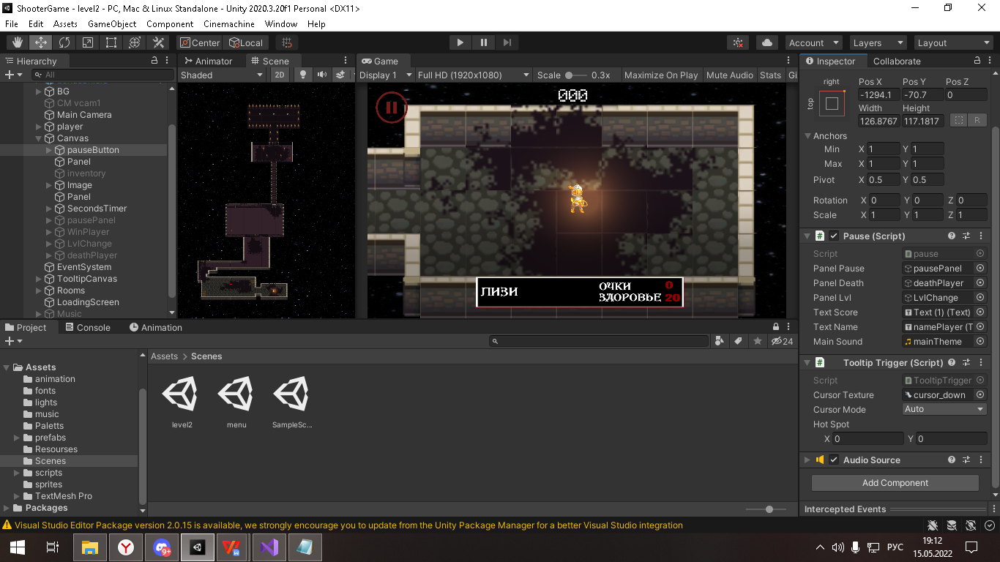 ShooterGame - level2 - PC, Mac & Linux Standalone - Unity 2020.3.20f1 Personal <DX11>
File Edit Assets GameObject Component Cinemachine Window Help
Center Local Account Layers Layout
Hierarchy
All
BG
CM vcam1
Main Camera
player
Canvas
pauseButton
Panel
inventory
Image
Panel
SecondsTimer
pausePanel
WinPlayer
LvlChange
deathPlayer
EventSystem
TooltipCanvas
Rooms
LoadingScreen
Music
Animator Scene
Shaded 2D
Game
Display 1 Full HD (1920x1080) Scale 0.3x Maximize On Play Mute Audio Stats Gi
000
ЛИЗИ
ОЧКИ 0
ЗДОРОВЬЕ 20
Inspector Collaborate
right Pos X Pos Y Pos Z
top -1294.1 -70.7 0
Width Height
126.8767 117.1817 R
Anchors
Min X 1 Y 1
Max X 1 Y 1
Pivot X 0.5 Y 0.5
Rotation X 0 Y 0 Z 0
Scale X 1 Y 1 Z 1
# Pause (Script)
Script pause
Panel Pause pausePanel
Panel Death deathPlayer
Panel Lvl LvlChange
Text Score Text (1) (Text)
Text Name namePlayer (T
Main Sound mainTheme
# Tooltip Trigger (Script)
Script TooltipTrigger
Cursor Texture cursor_down
Cursor Mode Auto
Hot Spot
X 0 Y 0
Audio Source
Add Component
Intercepted Events
Project Console Animation
24
Assets
animation
fonts
lights
music
Paletts
prefabs
Resourses
Scenes
scripts
sprites
TextMesh Pro
Packages
Assets > Scenes
level2 menu SampleSc...
Visual Studio Editor Package version 2.0.15 is available, we strongly encourage you to update from the Unity Package Manager for a better Visual Studio integration
9+
РУС
19:12
15.05.2022